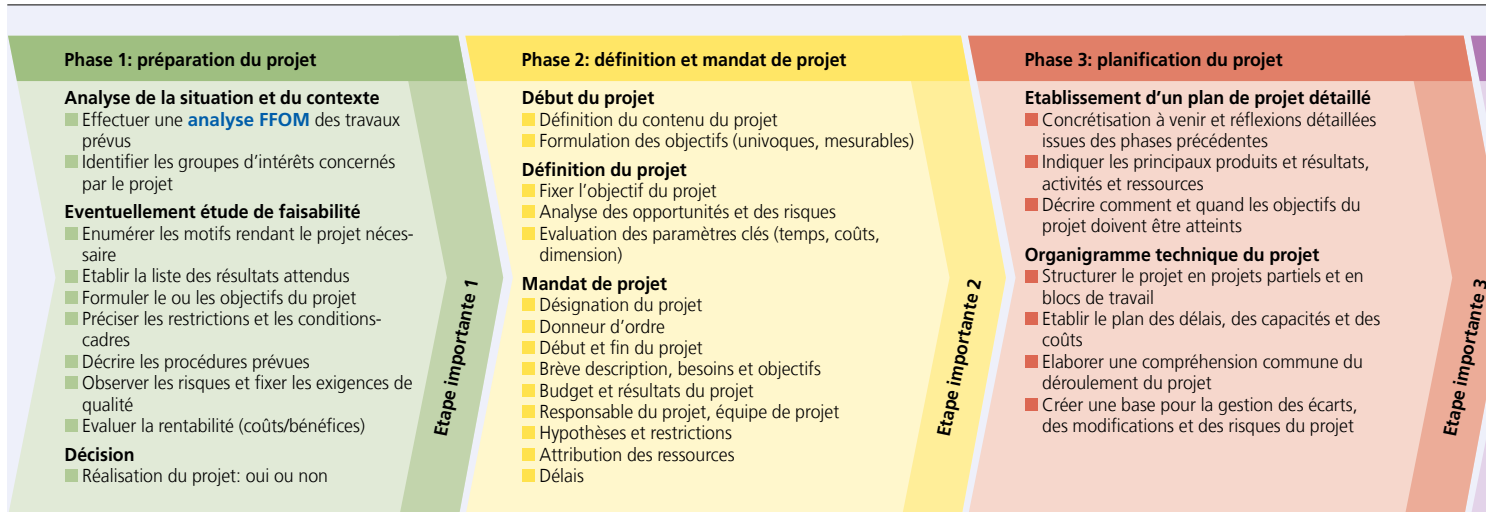 Phase 1: préparation du projet
Analyse de la situation et du contexte
Effectuer une analyse FFOM des travaux
prévus
Identifier les groupes d'intérêts concernés
par le projet
Eventuellement étude de faisabilité
Enumérer les motifs rendant le projet néces-
saire
Etablir la liste des résultats attendus
Formuler le ou les objectifs du projet
Préciser les restrictions et les conditions-
cadres
Décrire les procédures prévues
Observer les risques et fixer les exigences de
qualité
Evaluer la rentabilité (coûts/bénéfices)
Décision
Réalisation du projet: oui ou non
Etape importante 1
Phase 2: définition et mandat de projet
Début du projet
Définition du contenu du projet
Formulation des objectifs (univoques, mesurables)
Définition du projet
Fixer l'objectif du projet
Analyse des opportunités et des risques
Evaluation des paramètres clés (temps, coûts,
dimension)
Mandat de projet
Désignation du projet
Donneur d'ordre
Début et fin du projet
Brève description, besoins et objectifs
Budget et résultats du projet
Responsable du projet, équipe de projet
Hypothèses et restrictions
Attribution des ressources
Délais
Etape importante 2
Phase 3: planification du projet
Etablissement d'un plan de projet détaillé
Concrétisation à venir et réflexions détaillées
issues des phases précédentes
Indiquer les principaux produits et résultats,
activités et ressources
Décrire comment et quand les objectifs du
projet doivent être atteints
Organigramme technique du projet
Structurer le projet en projets partiels et en
blocs de travail
Etablir le plan des délais, des capacités et des
coûts
Elaborer une compréhension commune du
déroulement du projet
Créer une base pour la gestion des écarts,
des modifications et des risques du projet
Etape importante 3